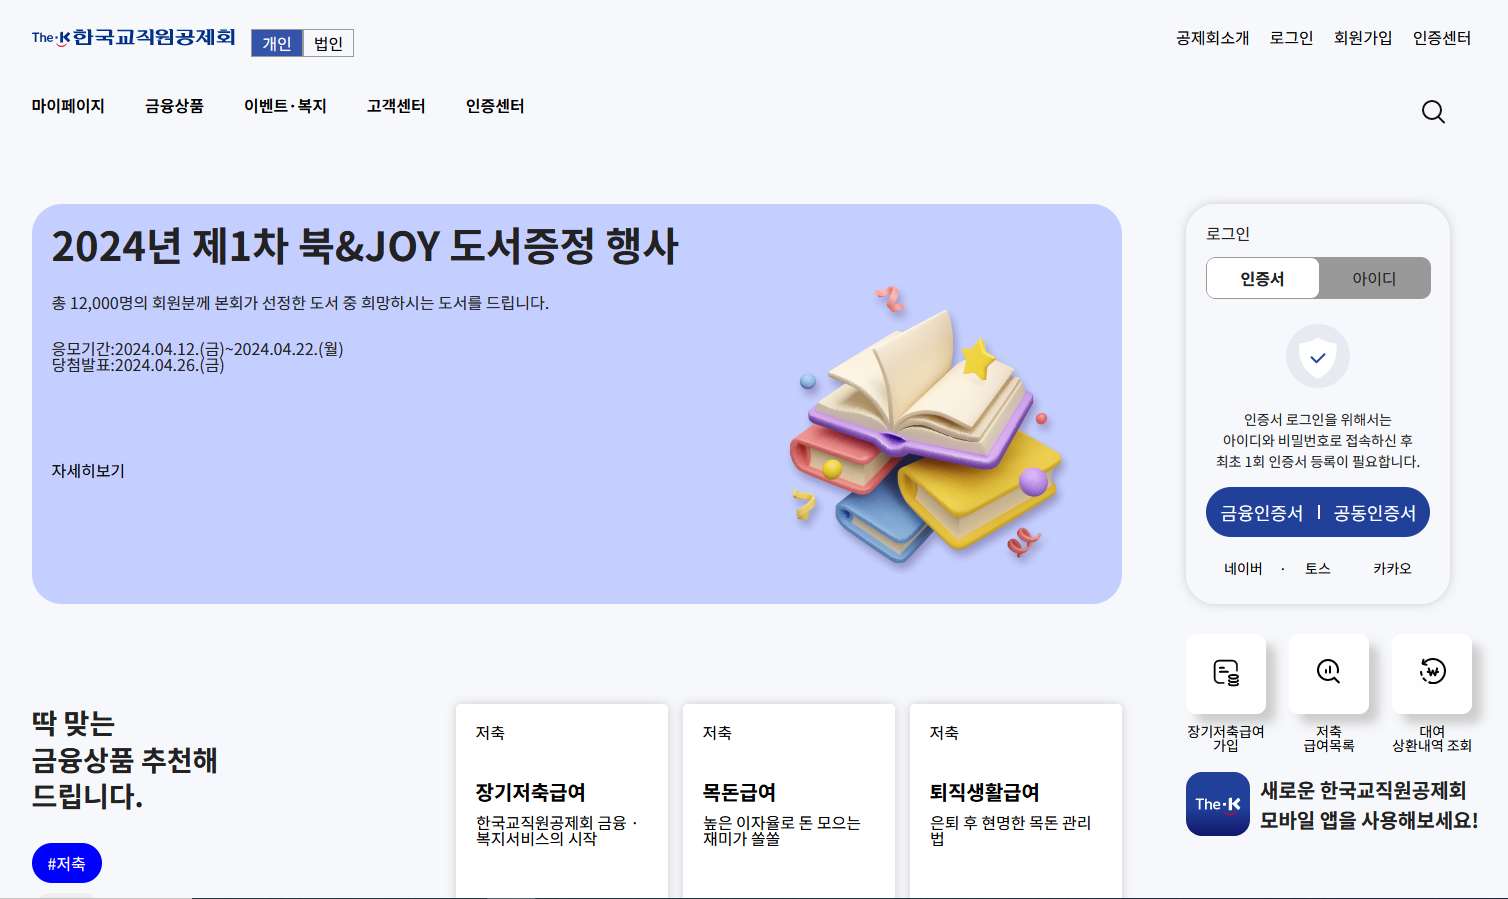 The·K 한국교직원공제회
개인 법인
공제회소개 로그인 회원가입 인증센터
마이페이지 금융상품 이벤트·복지 고객센터 인증센터
2024년 제1차 북&JOY 도서증정 행사
총 12,000명의 회원분께 본회가 선정한 도서 중 희망하시는 도서를 드립니다.
응모기간:2024.04.12.(금)~2024.04.22.(월)
당첨발표:2024.04.26.(금)
자세히보기
로그인
인증서 아이디
인증서 로그인을 위해서는
아이디와 비밀번호로 접속하신 후
최초 1회 인증서 등록이 필요합니다.
금융인증서 | 공동인증서
네이버 · 토스 카카오
장기저축급여
가입
저축
급여목록
대여
상환내역 조회
The·K
새로운 한국교직원공제회
모바일 앱을 사용해보세요!
딱 맞는
금융상품 추천해
드립니다.
#저축
저축
장기저축급여
한국교직원공제회 금융 ·
복지서비스의 시작
저축
목돈급여
높은 이자율로 돈 모으는
재미가 쏠쏠
저축
퇴직생활급여
은퇴 후 현명한 목돈 관리
법